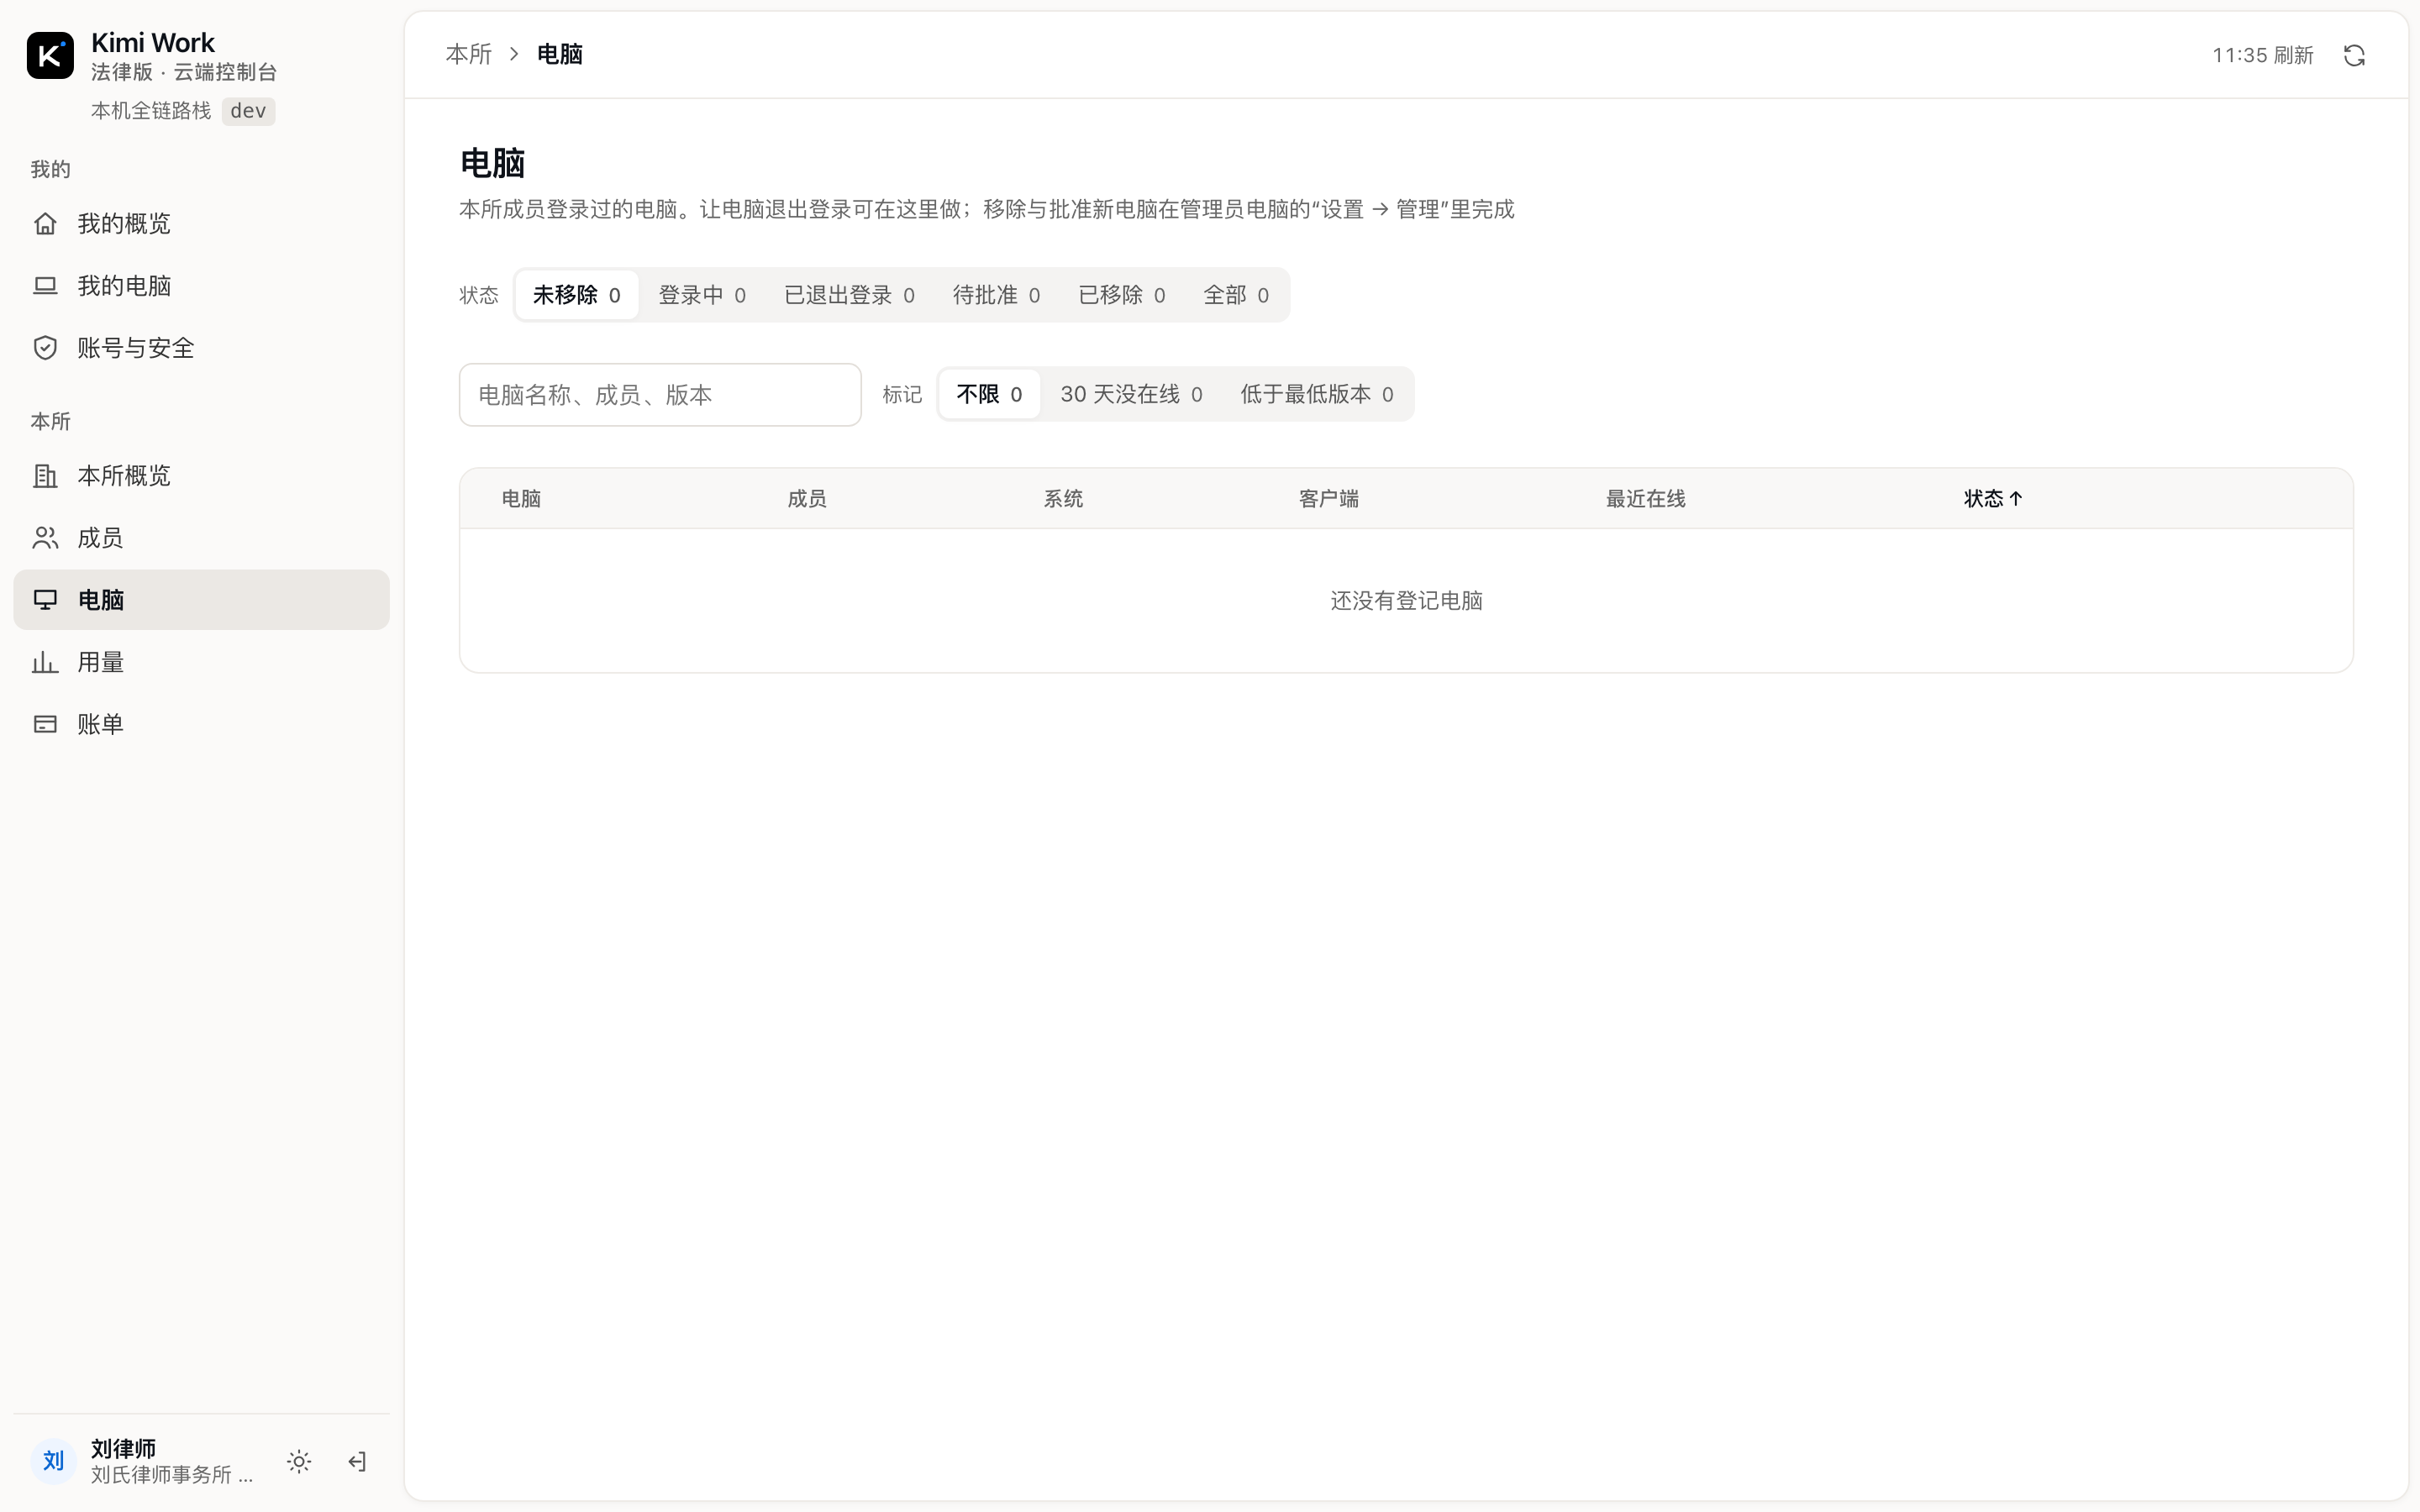 Kimi Work
法律版 · 云端控制台
本机全链路栈 dev
我的
我的概览
我的电脑
账号与安全
本所
本所概览
成员
电脑
用量
账单
刘
刘律师
刘氏律师事务所 ...
本所 > 电脑
11:35 刷新
电脑
本所成员登录过的电脑。让电脑退出登录可在这里做；移除与批准新电脑在管理员电脑的“设置 → 管理”里完成
状态 未移除 0 登录中 0 已退出登录 0 待批准 0 已移除 0 全部 0
电脑名称、成员、版本 标记 不限 0 30 天没在线 0 低于最低版本 0
电脑 成员 系统 客户端 最近在线 状态 ↑
还没有登记电脑